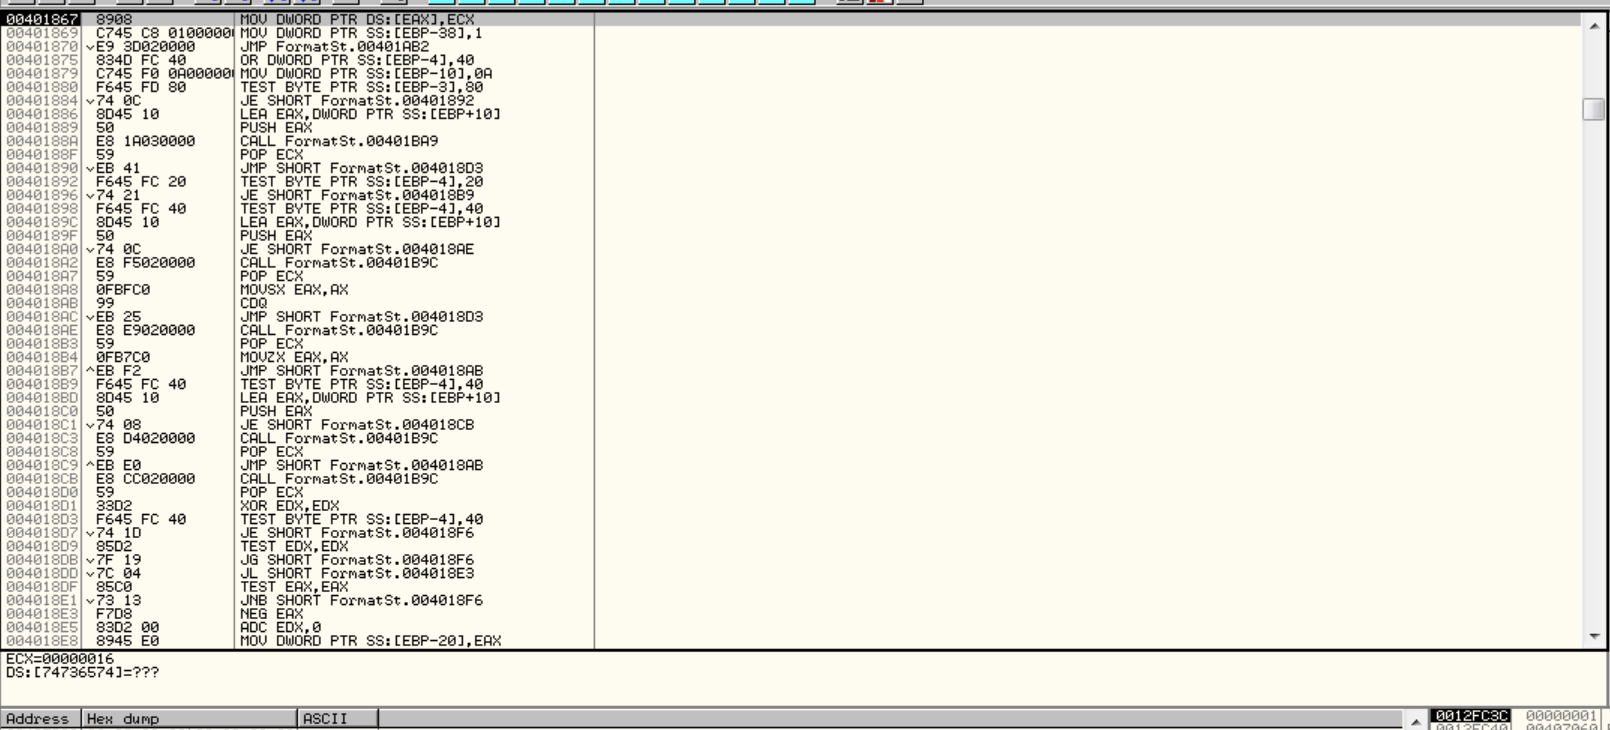 00401867 8908 MOV DWORD PTR DS:[EAX],ECX
00401869 C745 C8 0100000 MOV DWORD PTR SS:[EBP-38],1
00401870 ˅E9 3D020000 JMP FormatSt.00401AB2
00401875 834D FC 40 OR DWORD PTR SS:[EBP-4],40
00401879 C745 F0 0A00000 MOV DWORD PTR SS:[EBP-10],0A
00401880 F645 FD 80 TEST BYTE PTR SS:[EBP-3],80
00401884 ˅74 0C JE SHORT FormatSt.00401892
00401886 8D45 10 LEA EAX,DWORD PTR SS:[EBP+10]
00401889 50 PUSH EAX
0040188A E8 1A030000 CALL FormatSt.00401BA9
0040188F 59 POP ECX
00401890 ˅EB 41 JMP SHORT FormatSt.004018D3
00401892 F645 FC 20 TEST BYTE PTR SS:[EBP-4],20
00401896 ˅74 21 JE SHORT FormatSt.004018B9
00401898 F645 FC 40 TEST BYTE PTR SS:[EBP-4],40
0040189C 8D45 10 LEA EAX,DWORD PTR SS:[EBP+10]
0040189F 50 PUSH EAX
004018A0 ˅74 0C JE SHORT FormatSt.004018AE
004018A2 E8 F5020000 CALL FormatSt.00401B9C
004018A7 59 POP ECX
004018A8 0FBFC0 MOVSX EAX,AX
004018AB 99 CDQ
004018AC ˅EB 25 JMP SHORT FormatSt.004018D3
004018AE E8 E9020000 CALL FormatSt.00401B9C
004018B3 59 POP ECX
004018B4 0FB7C0 MOVZX EAX,AX
004018B7 ^EB F2 JMP SHORT FormatSt.004018AB
004018B9 F645 FC 40 TEST BYTE PTR SS:[EBP-4],40
004018BD 8D45 10 LEA EAX,DWORD PTR SS:[EBP+10]
004018C0 50 PUSH EAX
004018C1 ˅74 08 JE SHORT FormatSt.004018CB
004018C3 E8 D4020000 CALL FormatSt.00401B9C
004018C8 59 POP ECX
004018C9 ^EB E0 JMP SHORT FormatSt.004018AB
004018CB E8 CC020000 CALL FormatSt.00401B9C
004018D0 59 POP ECX
004018D1 33D2 XOR EDX,EDX
004018D3 F645 FC 40 TEST BYTE PTR SS:[EBP-4],40
004018D7 ˅74 1D JE SHORT FormatSt.004018F6
004018D9 85D2 TEST EDX,EDX
004018DB ˅7F 19 JG SHORT FormatSt.004018F6
004018DD ˅7C 04 JL SHORT FormatSt.004018E3
004018DF 85C0 TEST EAX,EAX
004018E1 ˅73 13 JNB SHORT FormatSt.004018F6
004018E3 F7D8 NEG EAX
004018E5 83D2 00 ADC EDX,0
004018E8 8945 E0 MOV DWORD PTR SS:[EBP-20],EAX
ECX=00000016
DS:[74736574]=???
Address Hex dump ASCII
0012FC3C 00000001
0012FC40 00407060